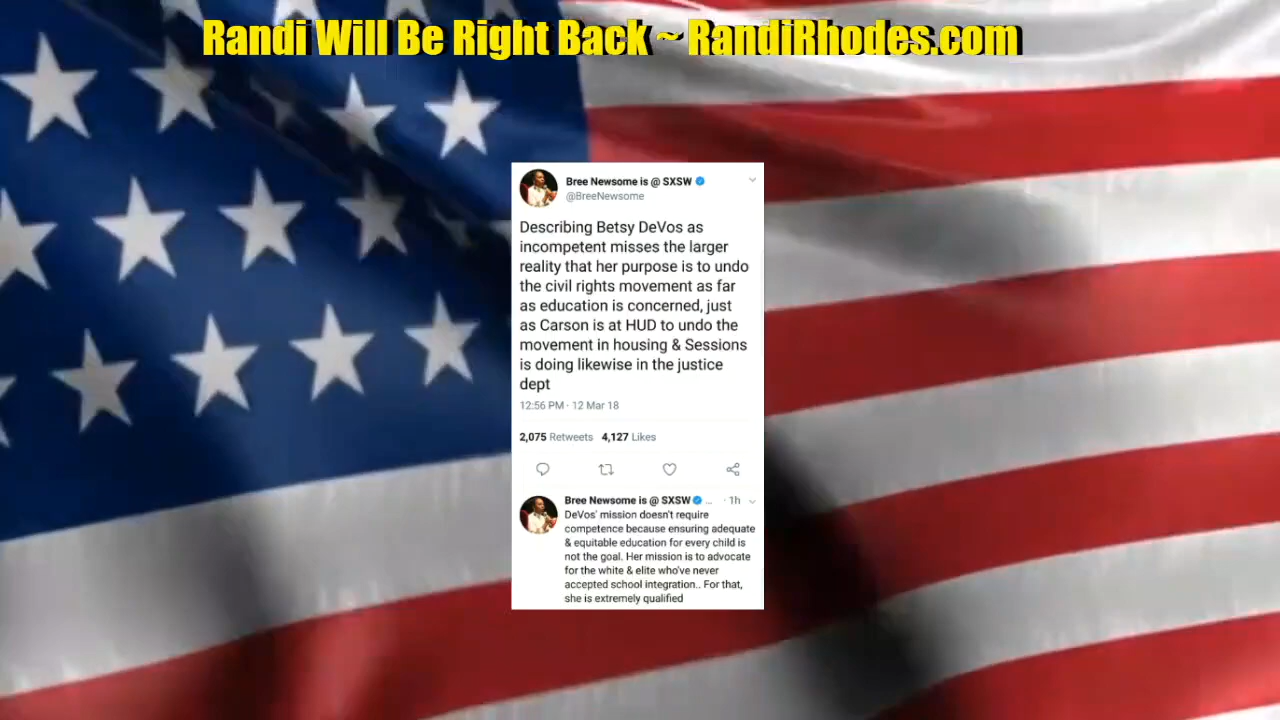 Randi Will Be Right Back ~ RandiRhodes.com
Bree Newsome is @ SXSW
@BreeNewsome
Describing Betsy DeVos as
incompetent misses the larger
reality that her purpose is to undo
the civil rights movement as far
as education is concerned, just
as Carson is at HUD to undo the
movement in housing & Sessions
is doing likewise in the justice
dept
12:56 PM · 12 Mar 18
2,075 Retweets 4,127 Likes
Bree Newsome is @ SXSW ... · 1h
DeVos' mission doesn't require
competence because ensuring adequate
& equitable education for every child is
not the goal. Her mission is to advocate
for the white & elite who've never
accepted school integration.. For that,
she is extremely qualified